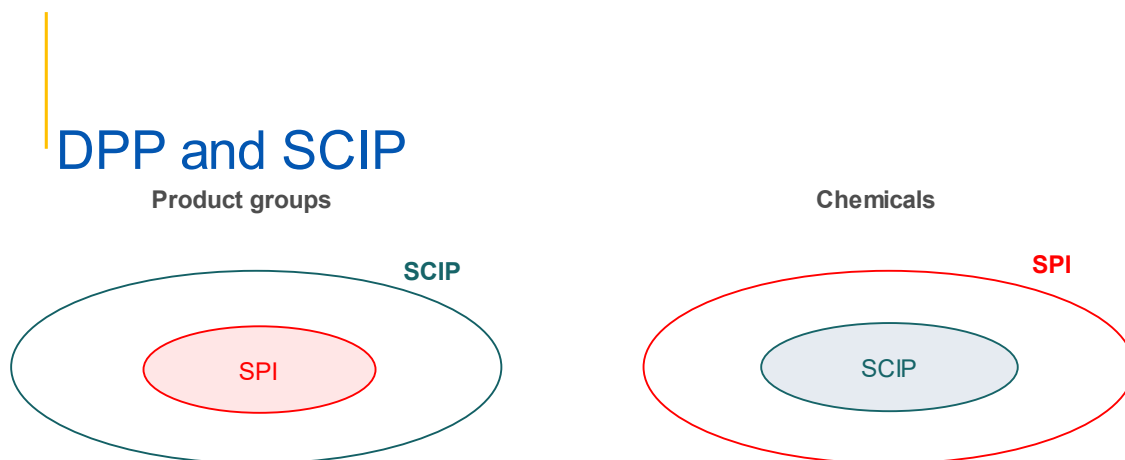 DPP and SCIP
Product groups
Chemicals
SCIP
SPI
SPI
SCIP